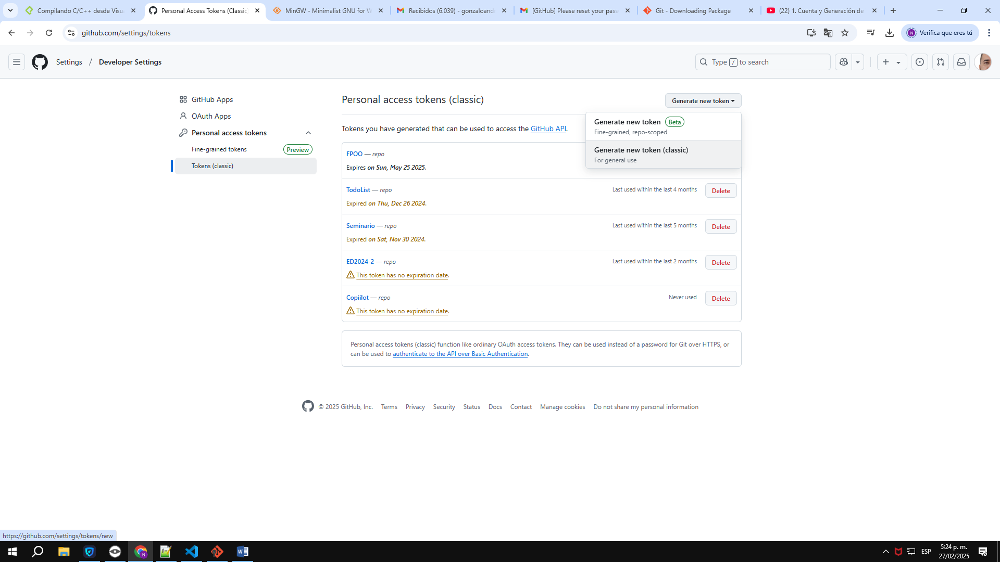 Compilando C/C++ desde Visu
Personal Access Tokens (Classic)
MinGW - Minimalist GNU for W
Recibidos (6.039) - gonzaloand
[GitHub] Please reset your pass
Git - Downloading Package
(22) 1. Cuenta y Generación de
github.com/settings/tokens
Verifica que eres tú
Settings / Developer Settings
Type / to search
GitHub Apps
OAuth Apps
Personal access tokens
Fine-grained tokens
Preview
Tokens (classic)
Personal access tokens (classic)
Generate new token
Generate new token Beta
Fine-grained, repo-scoped
Generate new token (classic)
For general use
Tokens you have generated that can be used to access the GitHub API.
FPOO — repo
Expires on Sun, May 25 2025.
TodoList — repo
Last used within the last 4 months
Delete
Expired on Thu, Dec 26 2024.
Seminario — repo
Last used within the last 5 months
Delete
Expired on Sat, Nov 30 2024.
ED2024-2 — repo
Last used within the last 2 months
Delete
This token has no expiration date.
Copiilot — repo
Never used
Delete
This token has no expiration date.
Personal access tokens (classic) function like ordinary OAuth access tokens. They can be used instead of a password for Git over HTTPS, or
can be used to authenticate to the API over Basic Authentication.
© 2025 GitHub, Inc. Terms Privacy Security Status Docs Contact Manage cookies Do not share my personal information
https://github.com/settings/tokens/new
ESP
5:24 p. m.
27/02/2025